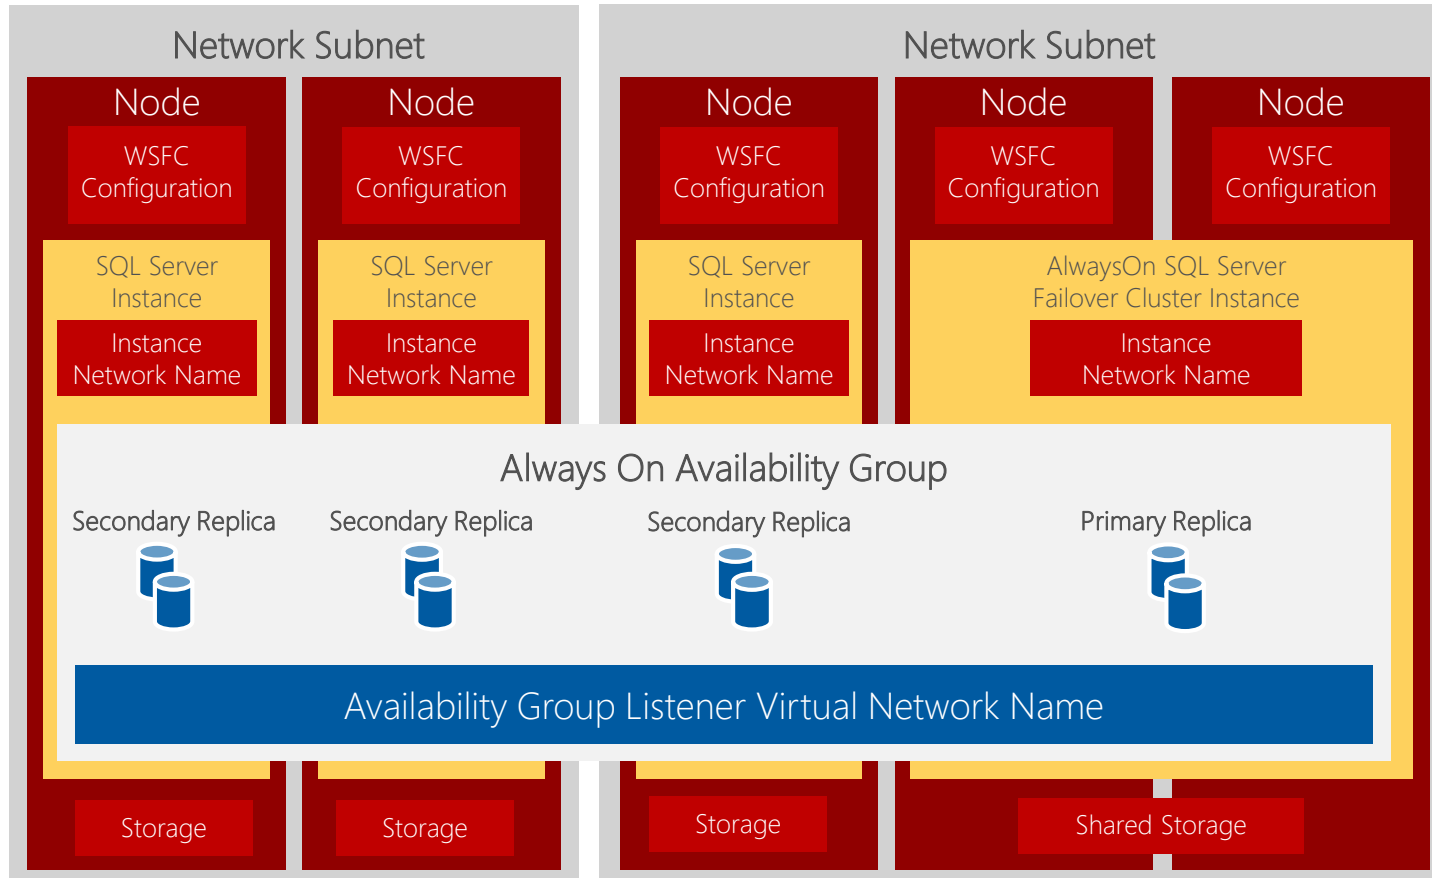 Network Subnet
Network Subnet
Node
Node
Node
Node
Node
WSFC
Configuration
WSFC
Configuration
WSFC
Configuration
WSFC
Configuration
WSFC
Configuration
SQL Server
Instance
SQL Server
Instance
SQL Server
Instance
AlwaysOn SQL Server
Failover Cluster Instance
Instance
Network Name
Instance
Network Name
Instance
Network Name
Instance
Network Name
Always On Availability Group
Secondary Replica
Secondary Replica
Secondary Replica
Primary Replica
Availability Group Listener Virtual Network Name
Storage
Storage
Storage
Shared Storage